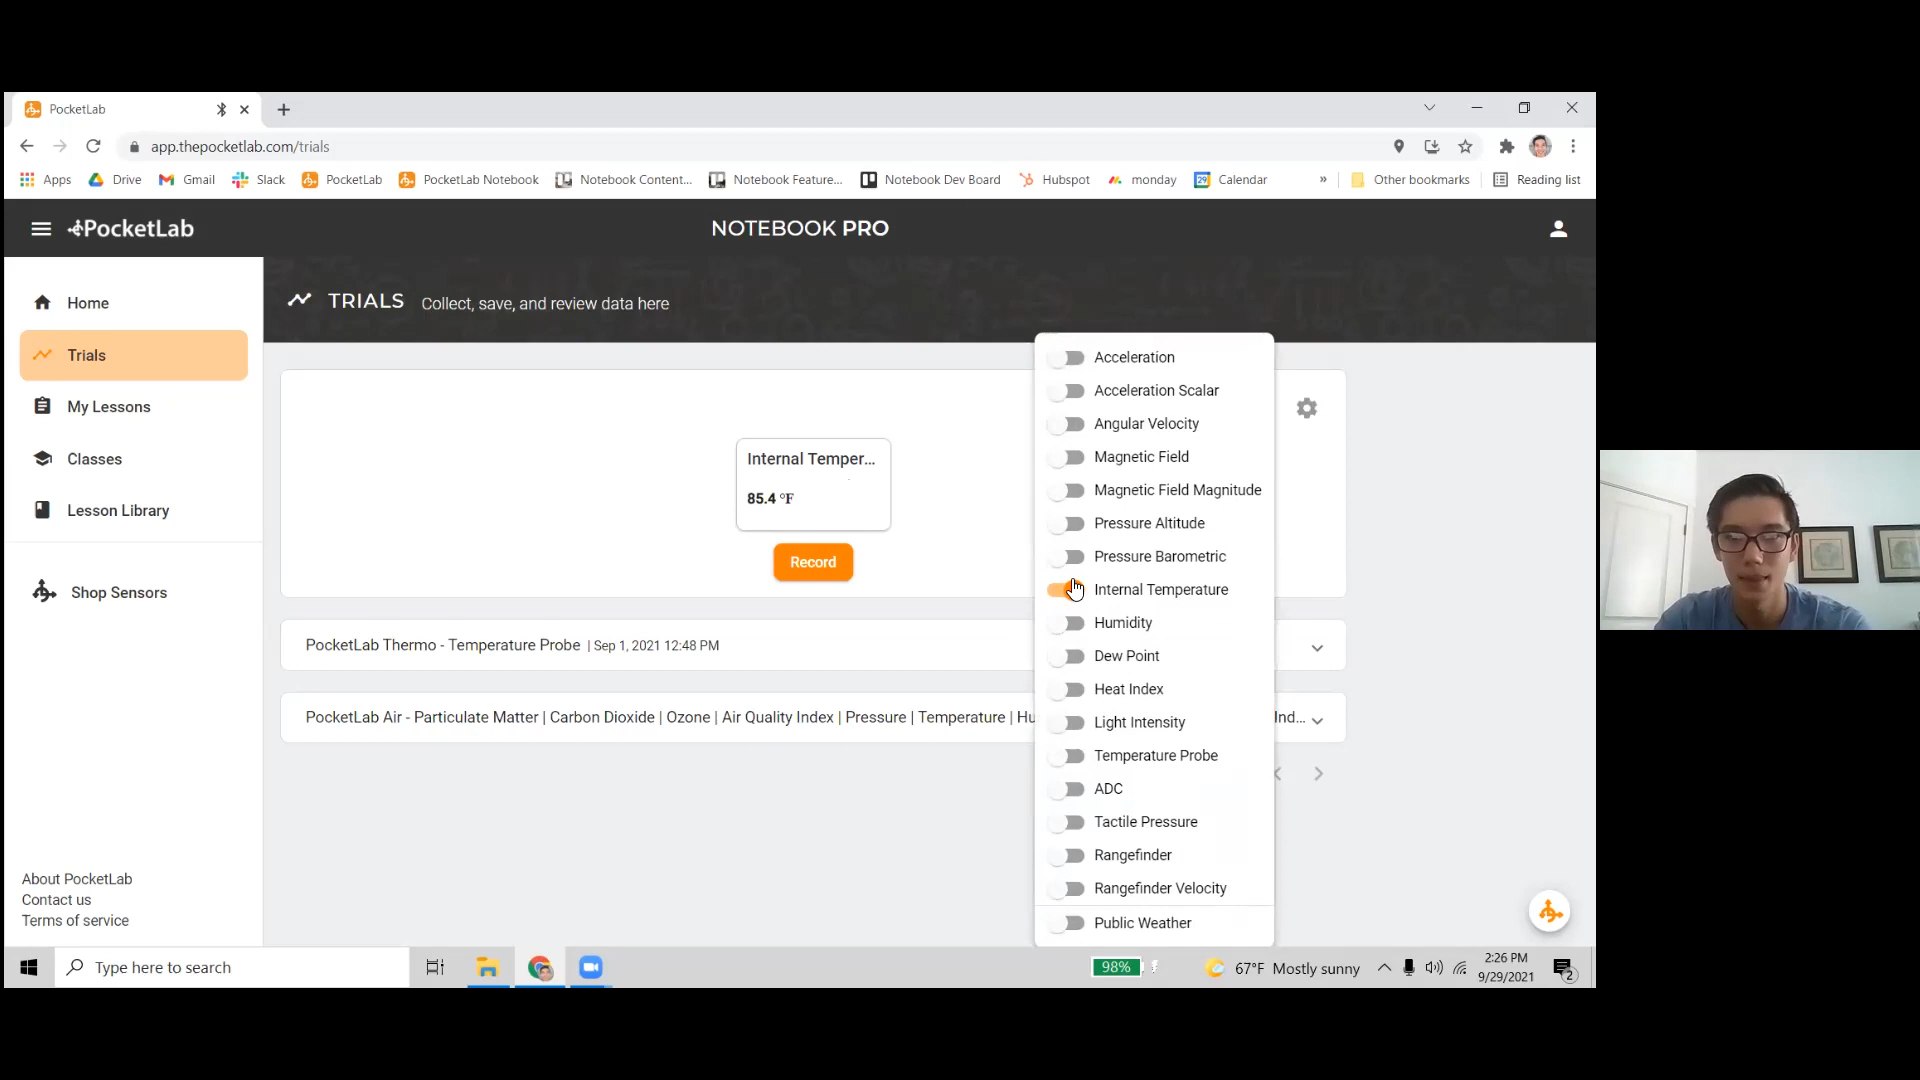 PocketLab
app.thepocketlab.com/trials
Apps Drive Gmail Slack PocketLab PocketLab Notebook Notebook Content... Notebook Feature... Notebook Dev Board Hubspot monday Calendar » Other bookmarks Reading list
PocketLab
NOTEBOOK PRO
Home
Trials
My Lessons
Classes
Lesson Library
Shop Sensors
About PocketLab
Contact us
Terms of service
TRIALS Collect, save, and review data here
Internal Temper...
85.4 °F
Record
PocketLab Thermo - Temperature Probe | Sep 1, 2021 12:48 PM
PocketLab Air - Particulate Matter | Carbon Dioxide | Ozone | Air Quality Index | Pressure | Temperature | Hu
Ind...
Acceleration
Acceleration Scalar
Angular Velocity
Magnetic Field
Magnetic Field Magnitude
Pressure Altitude
Pressure Barometric
Internal Temperature
Humidity
Dew Point
Heat Index
Light Intensity
Temperature Probe
ADC
Tactile Pressure
Rangefinder
Rangefinder Velocity
Public Weather
Type here to search
98%
67°F Mostly sunny
2:26 PM
9/29/2021
2